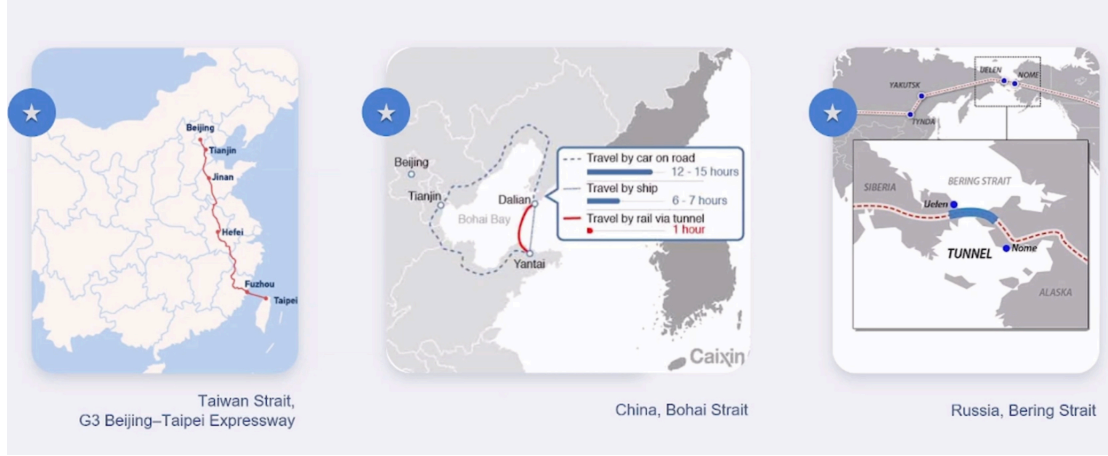 Beijing
Tianjin
Jinan
Hefei
Fuzhou
Taipei
Taiwan Strait,
G3 Beijing–Taipei Expressway
Beijing
Tianjin
Bohai Bay
Dalian
Yantai
Travel by car on road
12 - 15 hours
Travel by ship
6 - 7 hours
Travel by rail via tunnel
1 hour
Caixin
China, Bohai Strait
UELEN
NOME
YAKUTSK
TYNDA
SIBERIA
BERING STRAIT
Uelen
TUNNEL
Nome
ALASKA
Russia, Bering Strait